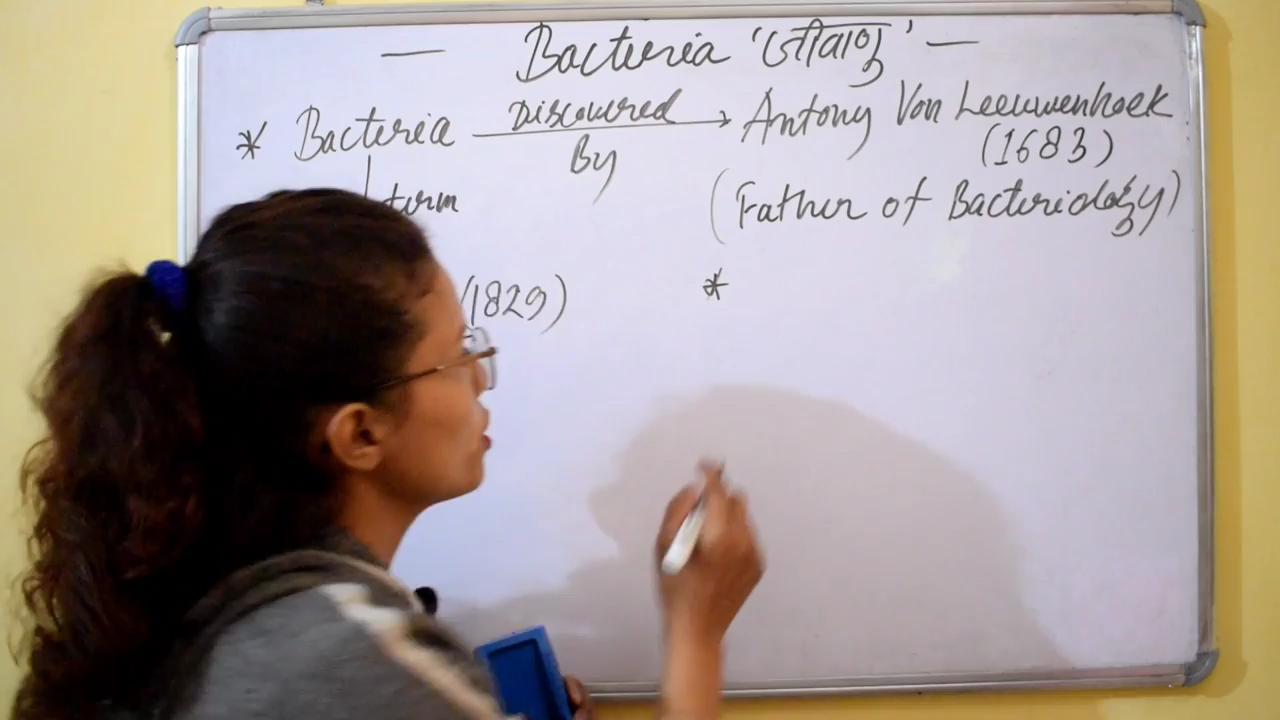 — Bacteria 'जीवाणु' —
* Bacteria Discovered By → Antony Von Leeuwenhoek
(1683)
term (Father of Bacteriology)
(1829) *